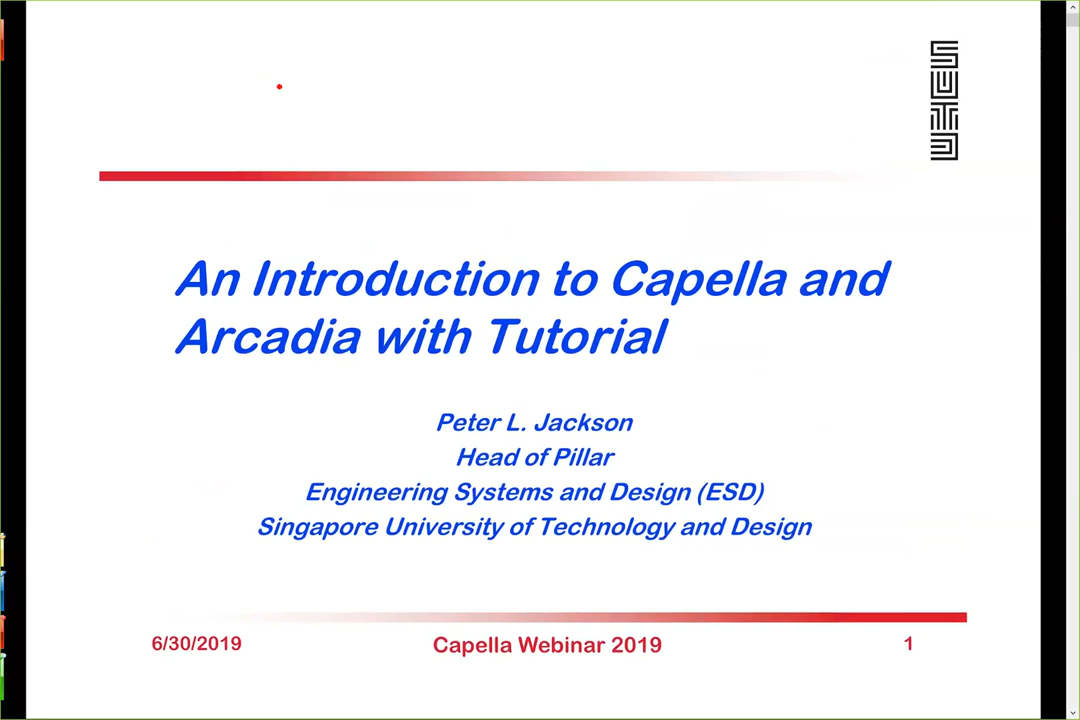 SUTD
An Introduction to Capella and
Arcadia with Tutorial
Peter L. Jackson
Head of Pillar
Engineering Systems and Design (ESD)
Singapore University of Technology and Design
6/30/2019
Capella Webinar 2019
1